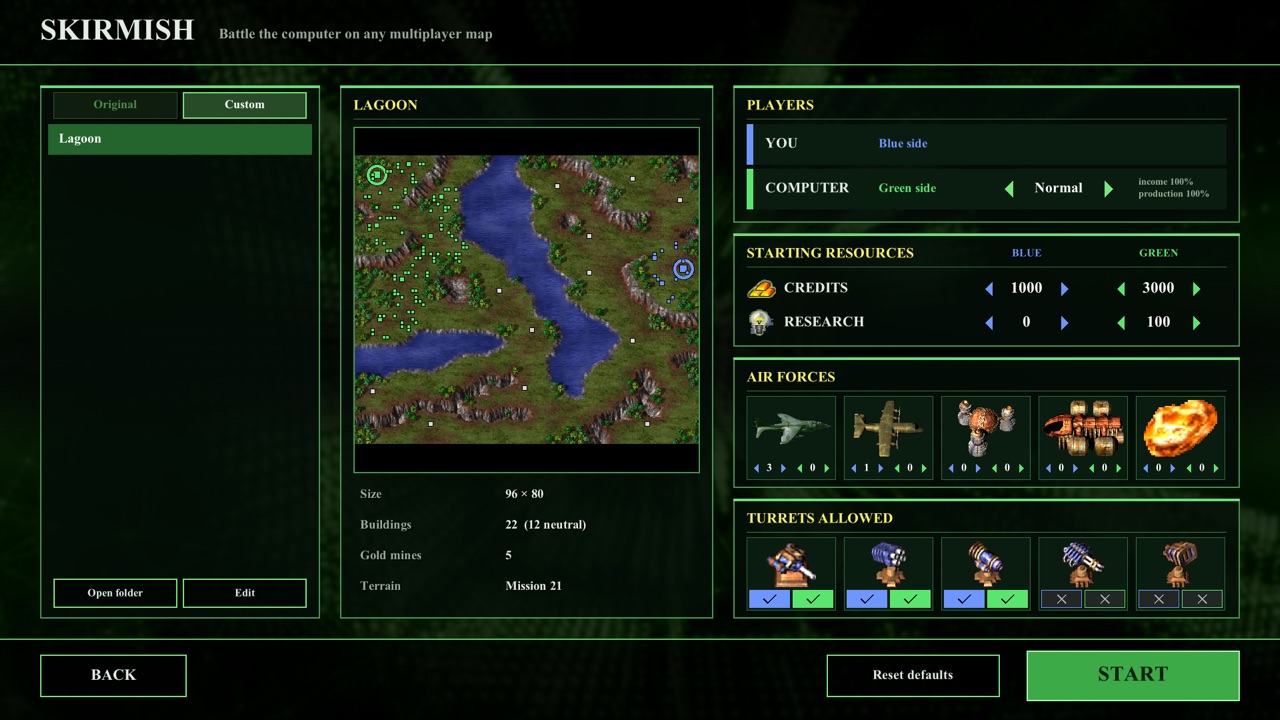 SKIRMISH Battle the computer on any multiplayer map
Original Custom
Lagoon
Open folder Edit
LAGOON
Size 96 × 80
Buildings 22 (12 neutral)
Gold mines 5
Terrain Mission 21
PLAYERS
YOU Blue side
COMPUTER Green side Normal income 100%
production 100%
STARTING RESOURCES BLUE GREEN
CREDITS 1000 3000
RESEARCH 0 100
AIR FORCES
3 0 1 0 0 0 0 0 0 0
TURRETS ALLOWED
BACK Reset defaults START